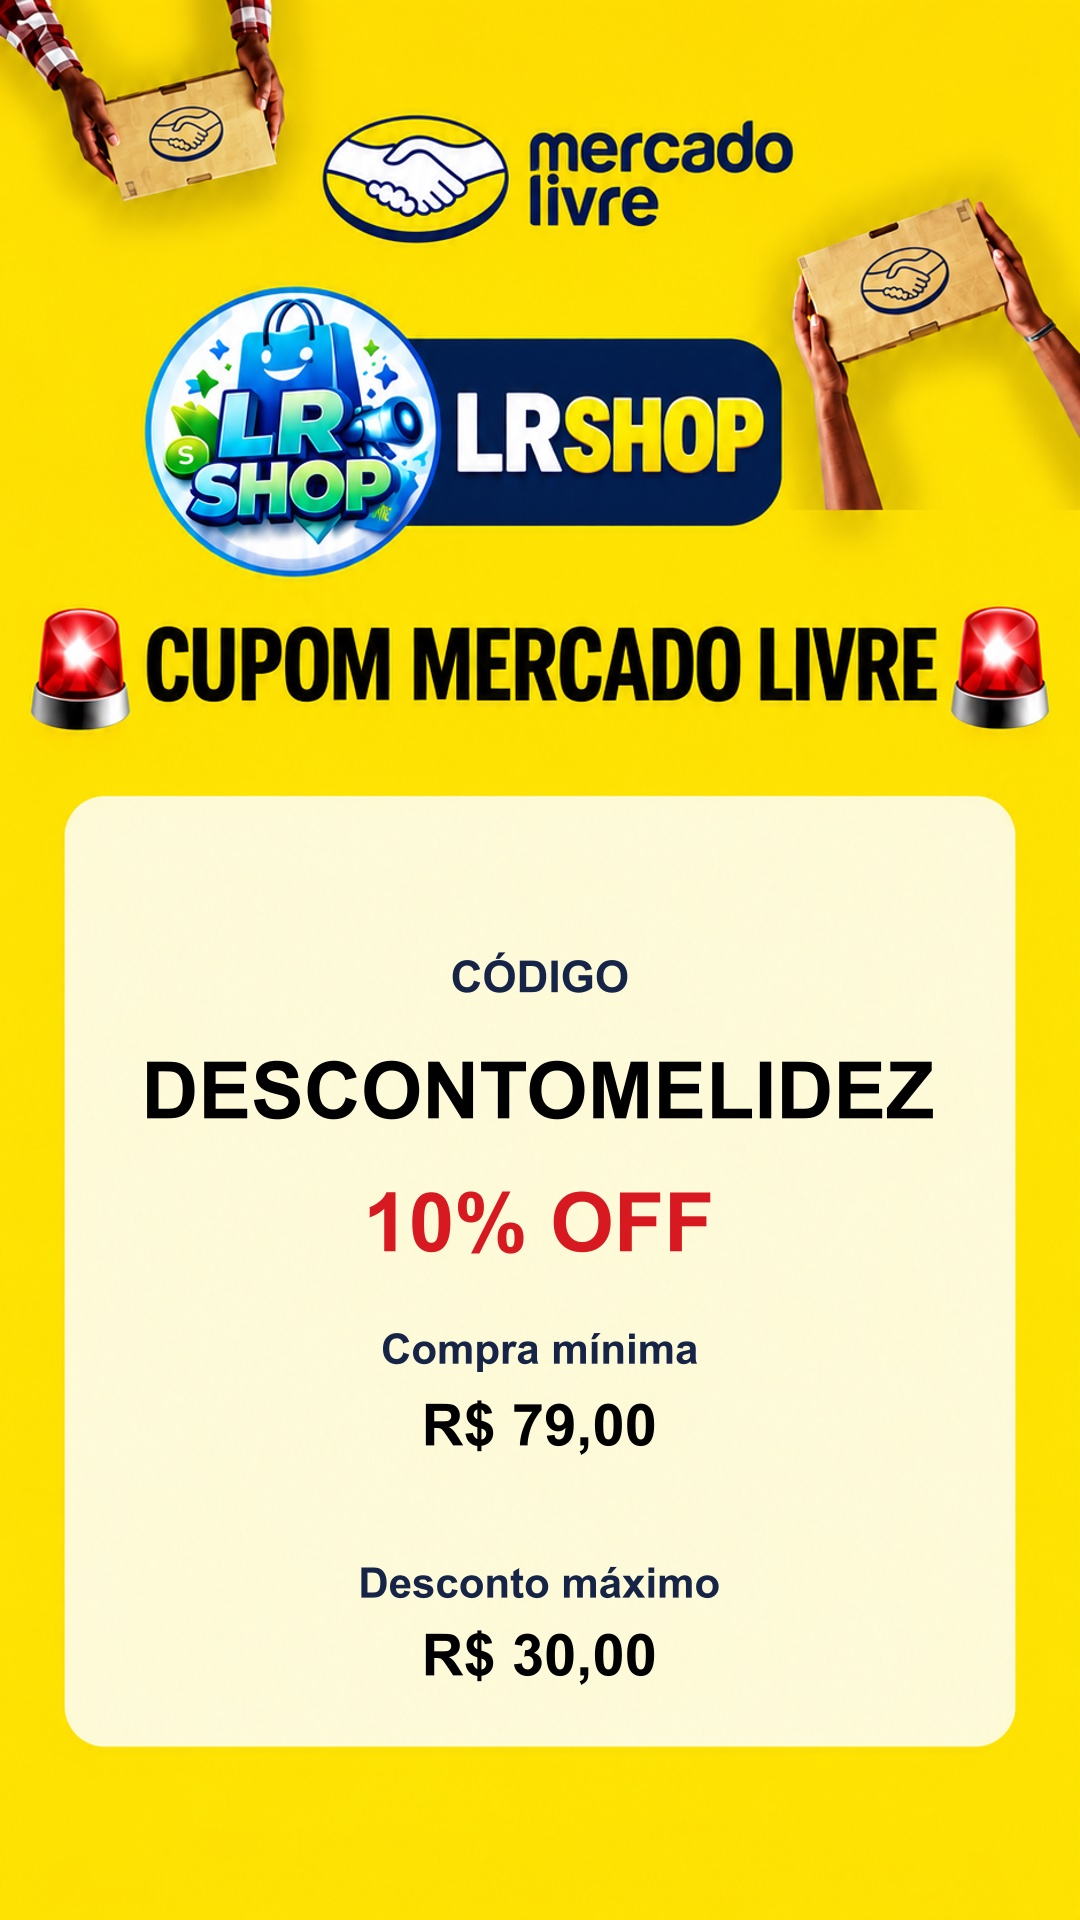 mercado
livre
LR
SHOP
S
LRSHOP
CUPOM MERCADO LIVRE
CÓDIGO
DESCONTOMELIDEZ
10% OFF
Compra mínima
R$ 79,00
Desconto máximo
R$ 30,00